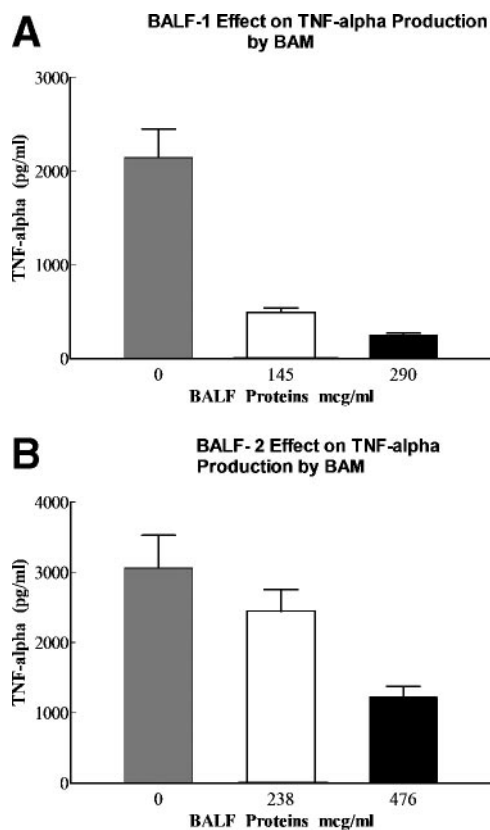 A
BALF-1 Effect on TNF-alpha Production
by BAM
TNF-alpha (pg/ml)
3000
2000
1000
0
0 145 290
BALF Proteins mcg/ml
B
BALF- 2 Effect on TNF-alpha
Production by BAM
TNF-alpha (pg/ml)
4000
3000
2000
1000
0
0 238 476
BALF Proteins mcg/ml